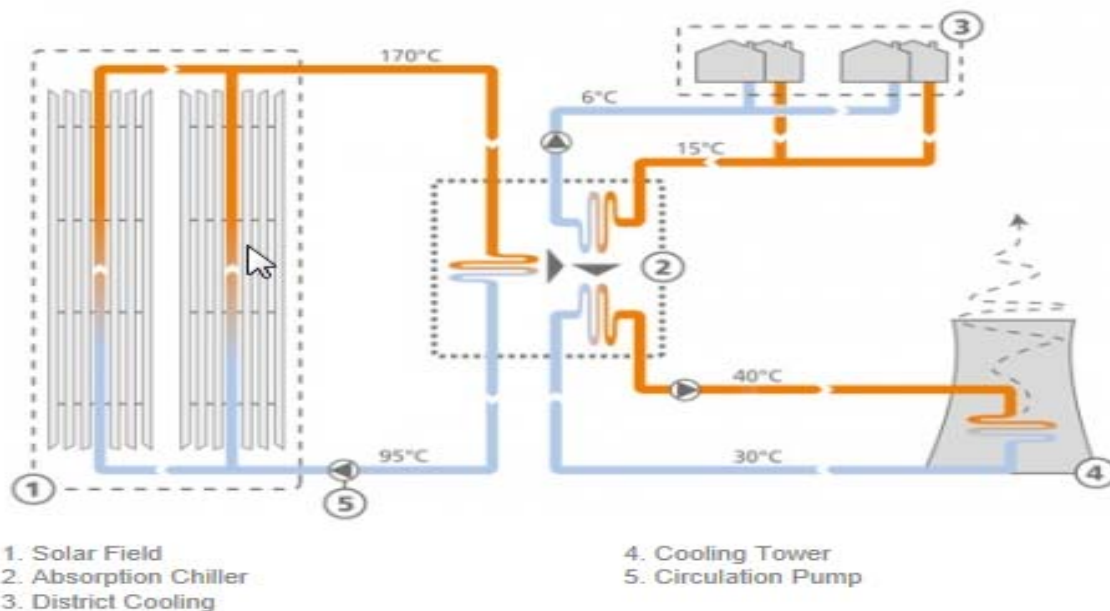 3
170°C
6°C
15°C
2
40°C
95°C
30°C
1
5
4
1. Solar Field
2. Absorption Chiller
3. District Cooling
4. Cooling Tower
5. Circulation Pump